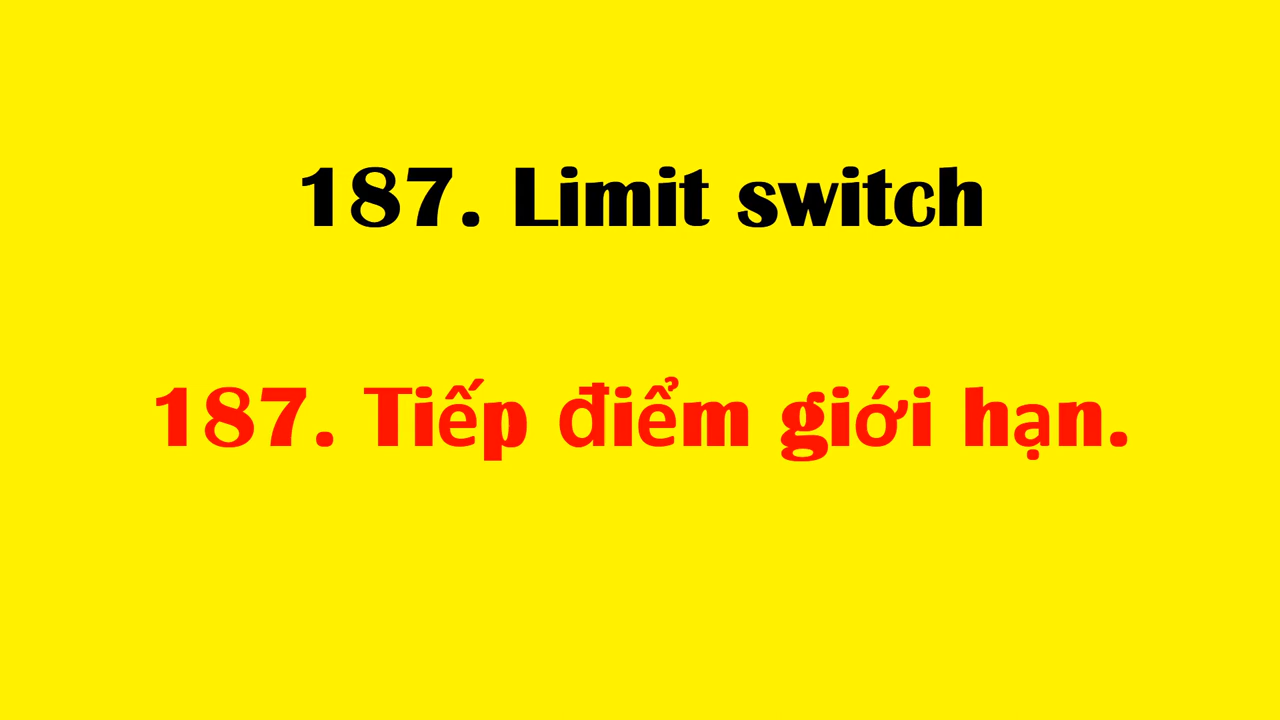 187. Limit switch
187. Tiếp điểm giới hạn.